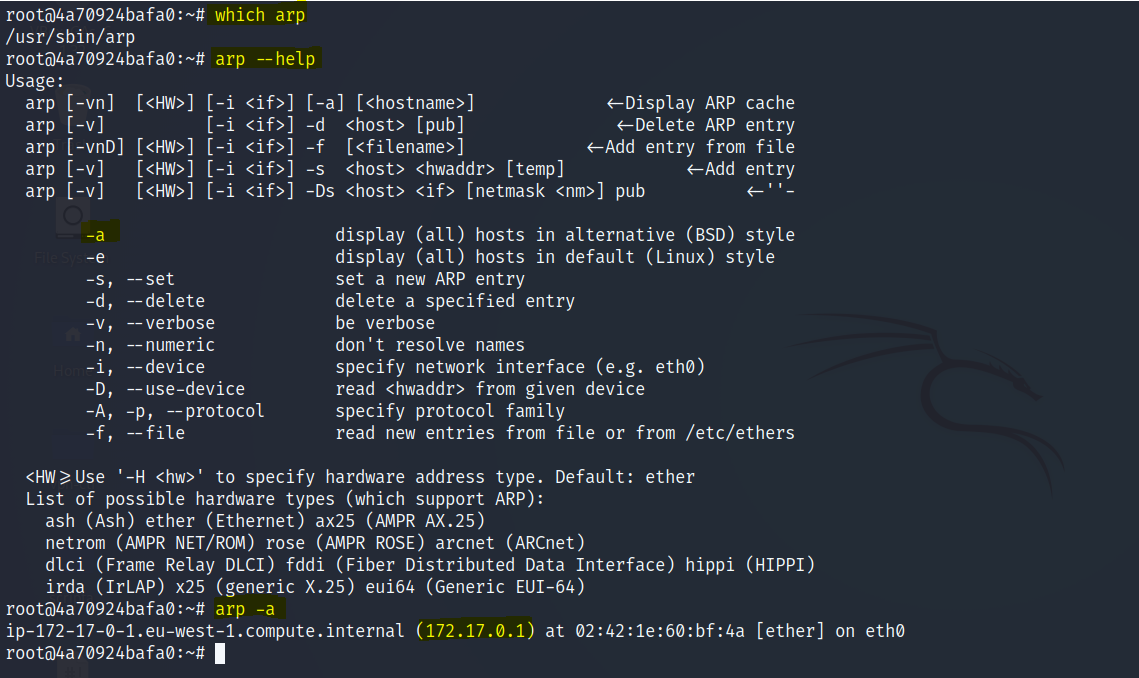 root@4a70924bafa0:~# which arp
/usr/sbin/arp
root@4a70924bafa0:~# arp --help
Usage:
  arp [-vn]  [<HW>] [-i <if>] [-a] [<hostname>]             <-Display ARP cache
  arp [-v]          [-i <if>] -d  <host> [pub]               <-Delete ARP entry
  arp [-vnD] [<HW>] [-i <if>] -f  [<filename>]            <-Add entry from file
  arp [-v]   [<HW>] [-i <if>] -s  <host> <hwaddr> [temp]            <-Add entry
  arp [-v]   [<HW>] [-i <if>] -Ds <host> <if> [netmask <nm>] pub          <-''-

        -a                       display (all) hosts in alternative (BSD) style
        -e                       display (all) hosts in default (Linux) style
        -s, --set                set a new ARP entry
        -d, --delete             delete a specified entry
        -v, --verbose            be verbose
        -n, --numeric            don't resolve names
        -i, --device             specify network interface (e.g. eth0)
        -D, --use-device         read <hwaddr> from given device
        -A, -p, --protocol       specify protocol family
        -f, --file               read new entries from file or from /etc/ethers

  <HW>=Use '-H <hw>' to specify hardware address type. Default: ether
  List of possible hardware types (which support ARP):
    ash (Ash) ether (Ethernet) ax25 (AMPR AX.25)
    netrom (AMPR NET/ROM) rose (AMPR ROSE) arcnet (ARCnet)
    dlci (Frame Relay DLCI) fddi (Fiber Distributed Data Interface) hippi (HIPPI)
    irda (IrLAP) x25 (generic X.25) eui64 (Generic EUI-64)
root@4a70924bafa0:~# arp -a
ip-172-17-0-1.eu-west-1.compute.internal (172.17.0.1) at 02:42:1e:60:bf:4a [ether] on eth0
root@4a70924bafa0:~#